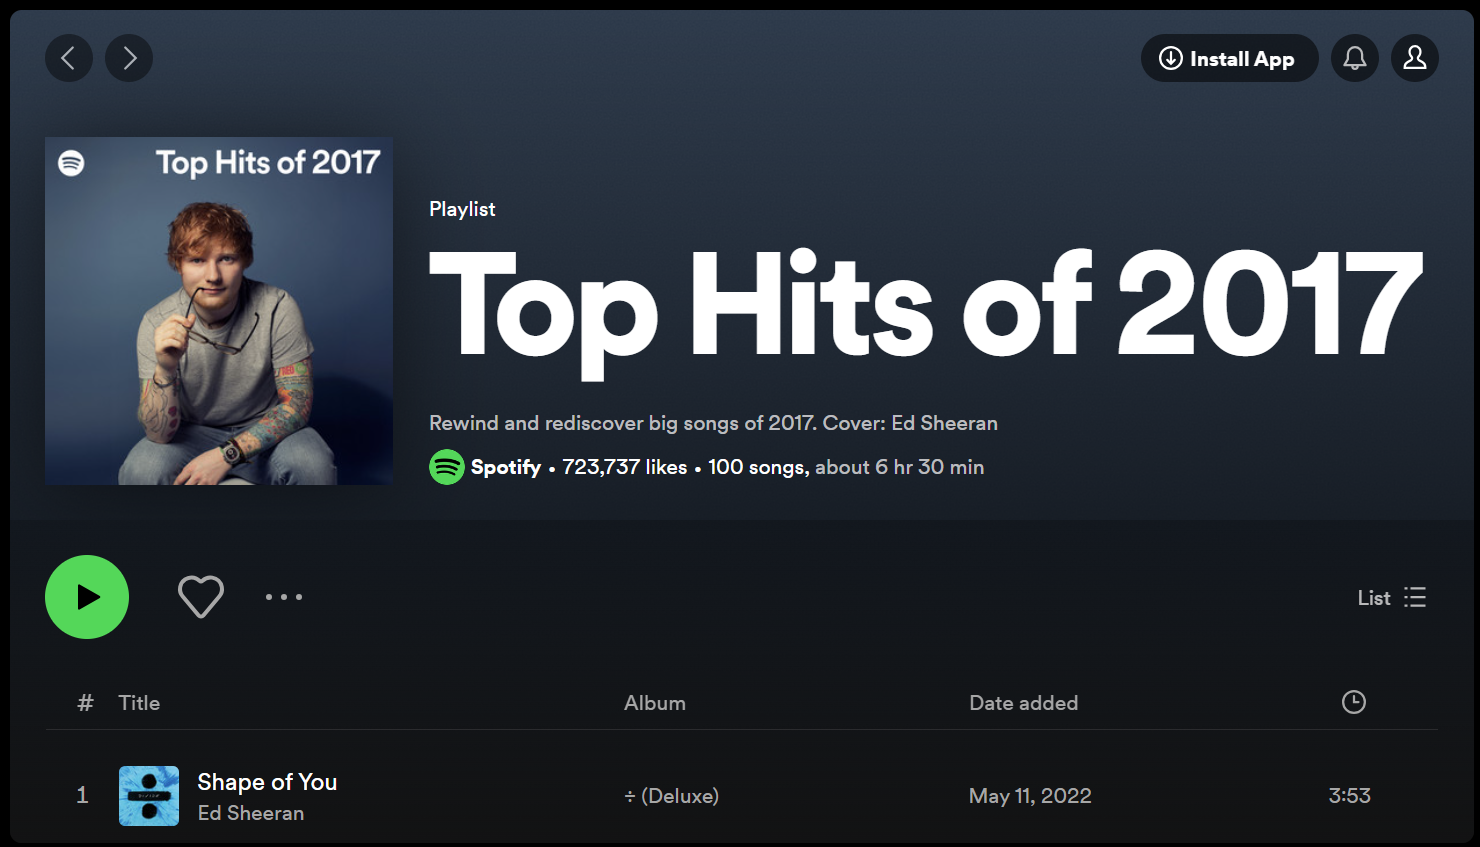 Install App
Top Hits of 2017
Playlist
Top Hits of 2017
Rewind and rediscover big songs of 2017. Cover: Ed Sheeran
Spotify • 723,737 likes • 100 songs, about 6 hr 30 min
List
# Title Album Date added
1 Shape of You ÷ (Deluxe) May 11, 2022 3:53
Ed Sheeran